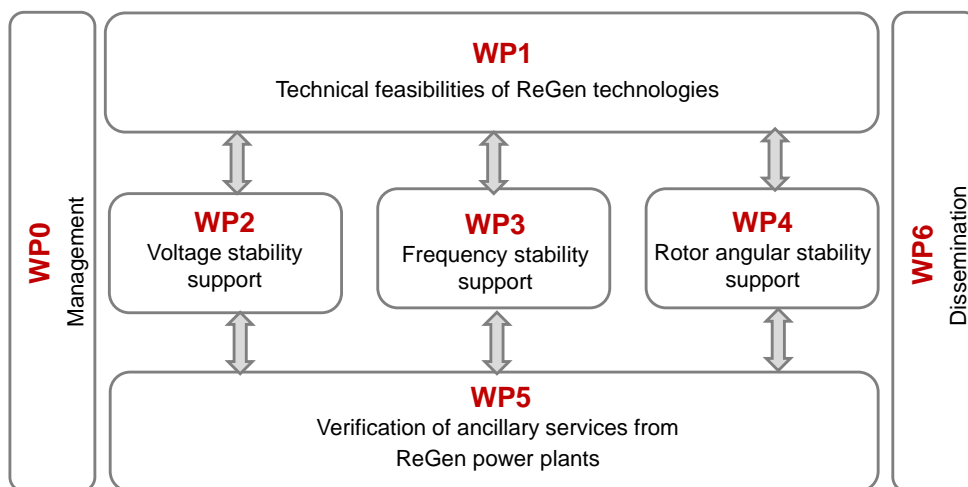 WP0
Management
WP1
Technical feasibilities of ReGen technologies
WP2
Voltage stability
support
WP3
Frequency stability
support
WP4
Rotor angular stability
support
WP5
Verification of ancillary services from
ReGen power plants
WP6
Dissemination